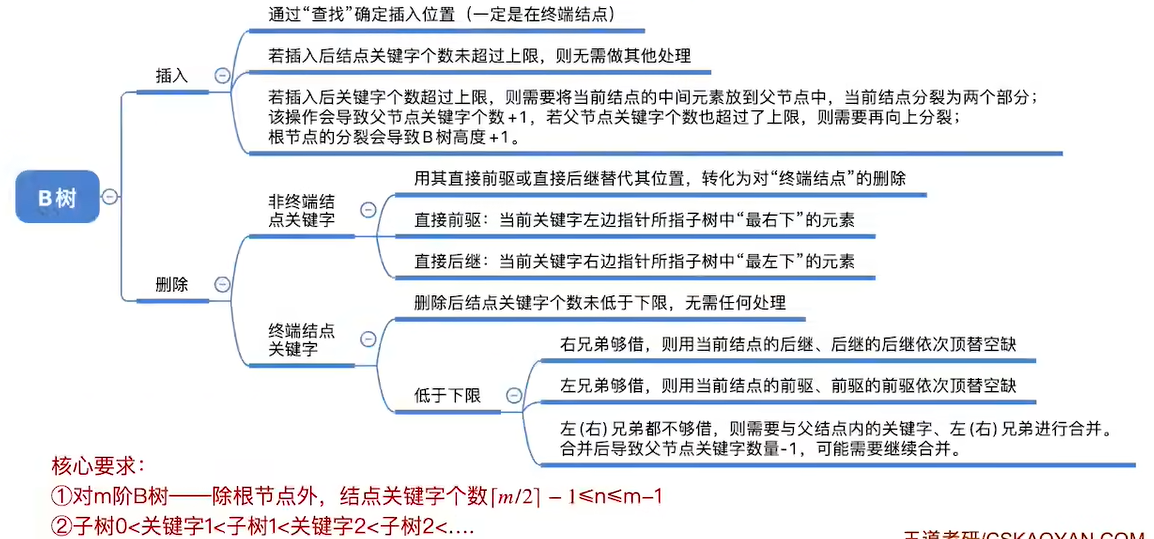 通过“查找”确定插入位置（一定是在终端结点）
若插入后结点关键字个数未超过上限，则无需做其他处理
插入
若插入后关键字个数超过上限，则需要将当前结点的中间元素放到父节点中，当前结点分裂为两个部分；
该操作会导致父节点关键字个数+1，若父节点关键字个数也超过了上限，则需要再向上分裂；
根节点的分裂会导致B树高度+1。
B树
非终端结
点关键字
用其直接前驱或直接后继替代其位置，转化为对“终端结点”的删除
直接前驱：当前关键字左边指针所指子树中“最右下”的元素
直接后继：当前关键字右边指针所指子树中“最左下”的元素
删除
终端结点
关键字
删除后结点关键字个数未低于下限，无需任何处理
低于下限
右兄弟够借，则用当前结点的后继、后继的后继依次顶替空缺
左兄弟够借，则用当前结点的前驱、前驱的前驱依次顶替空缺
左(右)兄弟都不够借，则需要与父结点内的关键字、左(右)兄弟进行合并。
合并后导致父节点关键字数量-1，可能需要继续合并。
核心要求：
①对m阶B树——除根节点外，结点关键字个数⌈m/2⌉−1≤n≤m-1
②子树0<关键字1<子树1<关键字2<子树2<....
王道考研/CSKAOYAN.COM